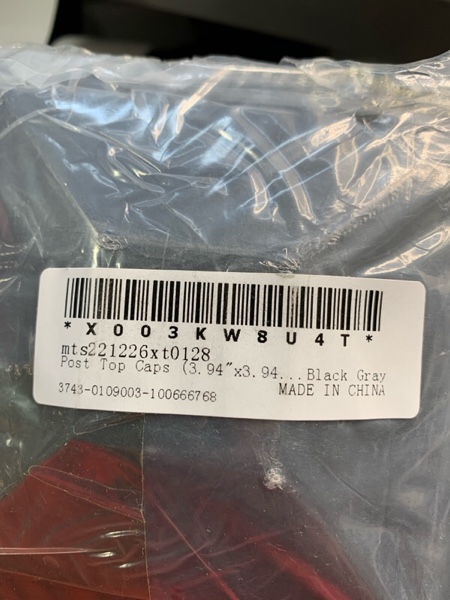 *X003KW8U4T*
mts221226xt0128
Post Top Caps (3.94"x3.94...Black Gray
3743-0109003-100666768 MADE IN CHINA